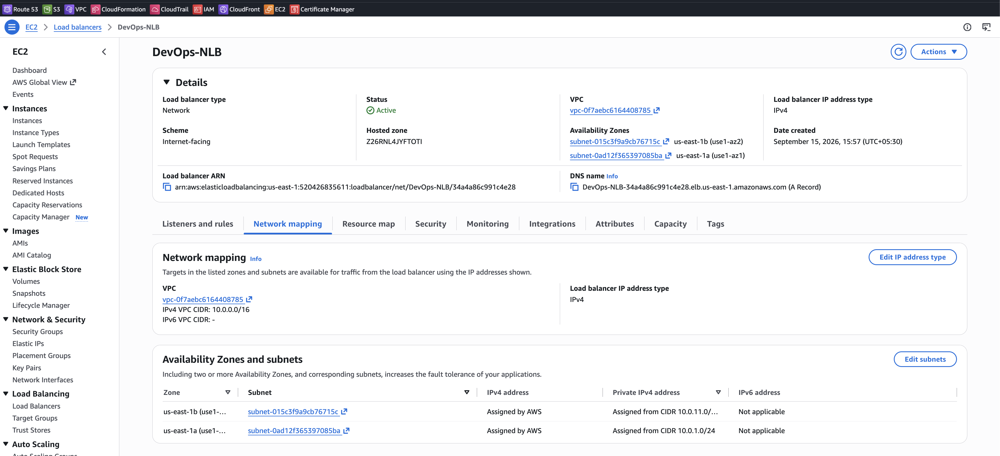 Route 53 S3 VPC CloudFormation CloudTrail IAM CloudFront EC2 Certificate Manager
EC2 Load balancers DevOps-NLB
EC2
Dashboard
AWS Global View
Events
Instances
Instances
Instance Types
Launch Templates
Spot Requests
Savings Plans
Reserved Instances
Dedicated Hosts
Capacity Reservations
Capacity Manager New
Images
AMIs
AMI Catalog
Elastic Block Store
Volumes
Snapshots
Lifecycle Manager
Network & Security
Security Groups
Elastic IPs
Placement Groups
Key Pairs
Network Interfaces
Load Balancing
Load Balancers
Target Groups
Trust Stores
Auto Scaling
Auto Scaling Groups
DevOps-NLB
Actions
Details
Load balancer type
Network
Status
Active
VPC
vpc-0f7aebc6164408785
Load balancer IP address type
IPv4
Scheme
Internet-facing
Hosted zone
Z26RNL4JYFTOTI
Availability Zones
subnet-015c3f9a9cb76715c us-east-1b (use1-az2)
subnet-0ad12f365397085ba us-east-1a (use1-az1)
Date created
September 15, 2026, 15:57 (UTC+05:30)
Load balancer ARN
arn:aws:elasticloadbalancing:us-east-1:520426835611:loadbalancer/net/DevOps-NLB/34a4a86c991c4e28
DNS name Info
DevOps-NLB-34a4a86c991c4e28.elb.us-east-1.amazonaws.com (A Record)
Listeners and rules Network mapping Resource map Security Monitoring Integrations Attributes Capacity Tags
Network mapping Info
Edit IP address type
Targets in the listed zones and subnets are available for traffic from the load balancer using the IP addresses shown.
VPC
vpc-0f7aebc6164408785
IPv4 VPC CIDR: 10.0.0.0/16
IPv6 VPC CIDR: -
Load balancer IP address type
IPv4
Availability Zones and subnets
Edit subnets
Including two or more Availability Zones, and corresponding subnets, increases the fault tolerance of your applications.
Zone Subnet IPv4 address Private IPv4 address IPv6 address
us-east-1b (use1-... subnet-015c3f9a9cb76715c Assigned by AWS Assigned from CIDR 10.0.11.0/... Not applicable
us-east-1a (use1-... subnet-0ad12f365397085ba Assigned by AWS Assigned from CIDR 10.0.1.0/24 Not applicable